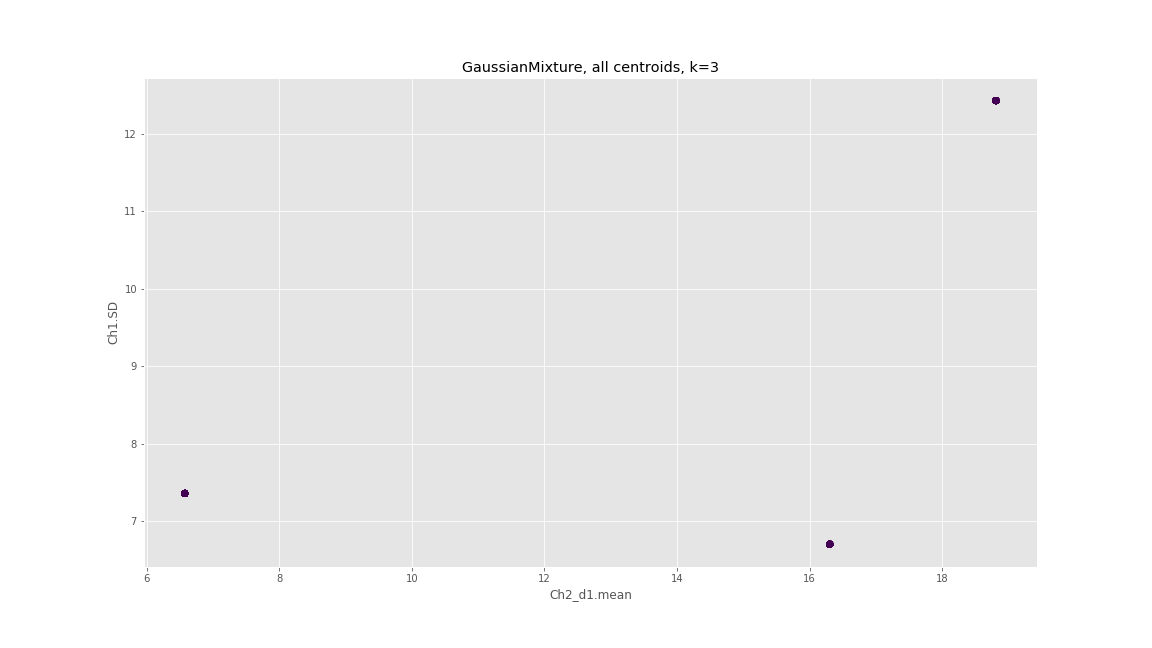 GaussianMixture, all centroids, k=3
12
11
10
9
8
7
Ch1.SD
6 8 10 12 14 16 18
Ch2_d1.mean